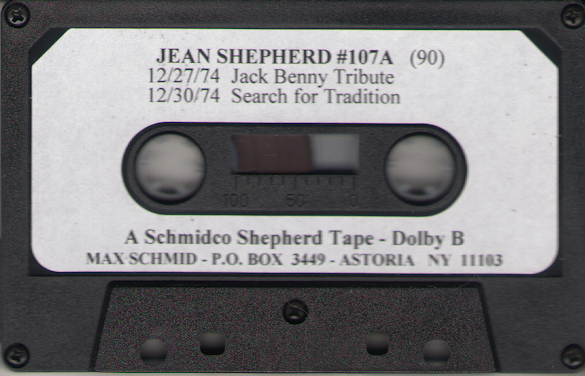 JEAN SHEPHERD #107A (90)
12/27/74 Jack Benny Tribute
12/30/74 Search for Tradition
100 50 0
A Schmidco Shepherd Tape - Dolby B
MAX SCHMID - P.O. BOX 3449 - ASTORIA NY 11103